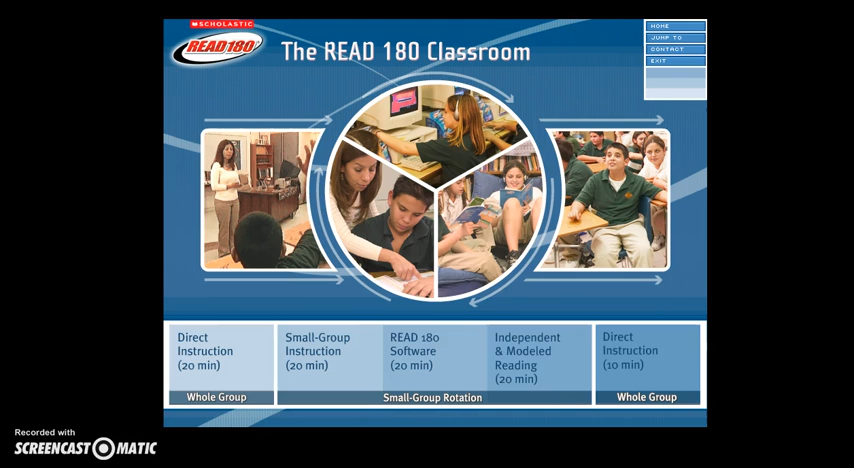 SCHOLASTIC
READ 180
The READ 180 Classroom
HOME
JUMP TO
CONTACT
EXIT
Direct
Instruction
(20 min)
Whole Group
Small-Group
Instruction
(20 min)
READ 180
Software
(20 min)
Independent
& Modeled
Reading
(20 min)
Small-Group Rotation
Direct
Instruction
(10 min)
Whole Group
Recorded with
SCREENCAST MATIC